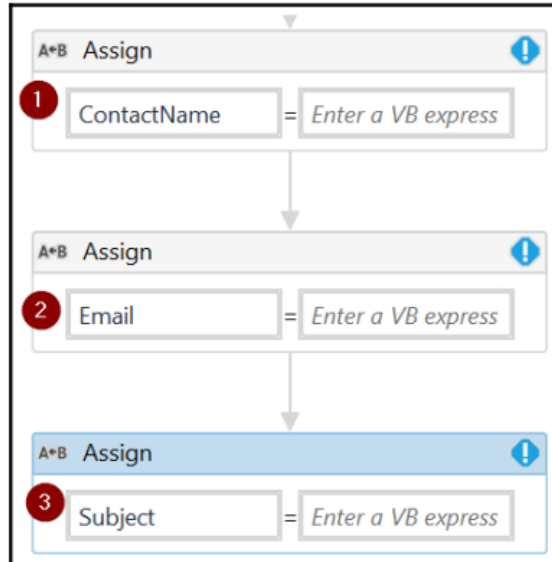 A←B Assign
1 ContactName = Enter a VB express
A←B Assign
2 Email = Enter a VB express
A←B Assign
3 Subject = Enter a VB express